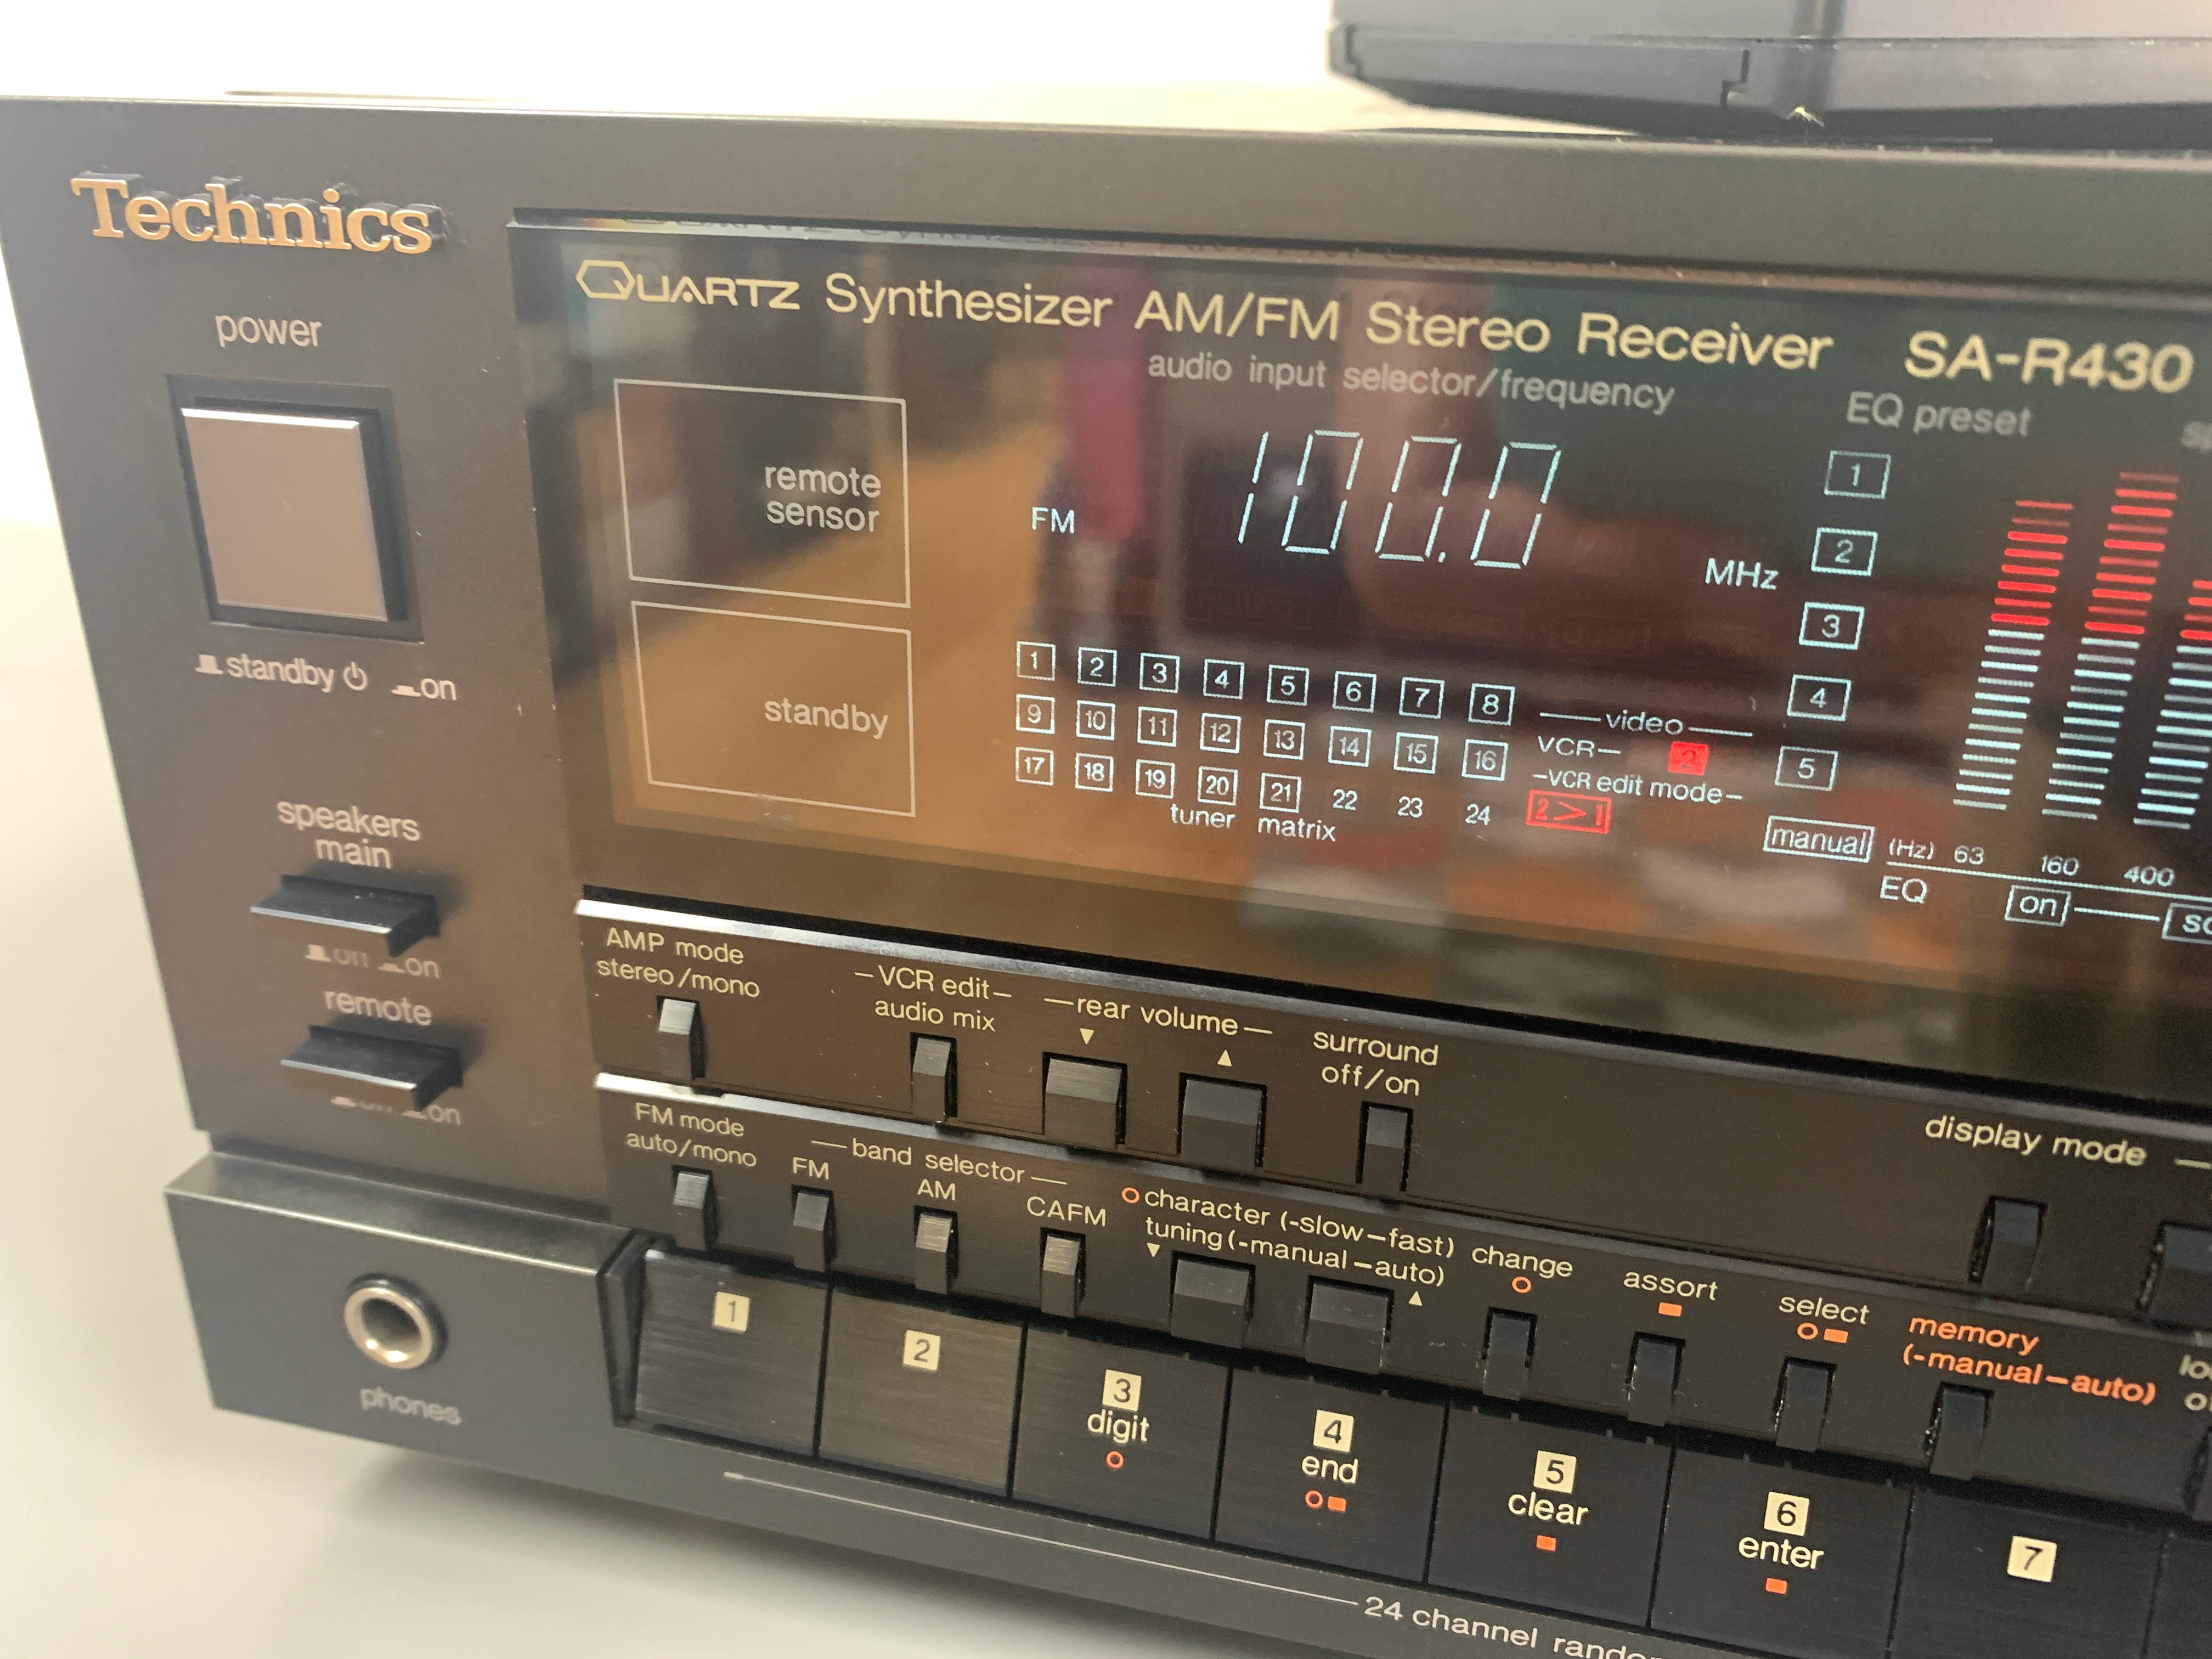 Technics
power
standby on
speakers
main
on
remote
on
phones
QUARTZ Synthesizer AM/FM Stereo Receiver SA-R430
audio input selector/frequency
EQ preset
remote
sensor
standby
FM 100.0 MHz
1 2 3 4 5 6 7 8
9 10 11 12 13 14 15 16
17 18 19 20 21 22 23 24
tuner matrix
video
VCR— 2
—VCR edit mode—
2>1
1
2
3
4
5
manual
(Hz) 63 160 400
EQ on
AMP mode
stereo/mono
—VCR edit—
audio mix
—rear volume—
▼ ▲
surround
off/on
display mode
FM mode
auto/mono
—band selector—
FM AM CAFM
character (-slow—fast)
tuning (-manual—auto)
▼ ▲
change
assort
select
memory
(-manual—auto)
1
2
3
digit
4
end
5
clear
6
enter
7
24 channel